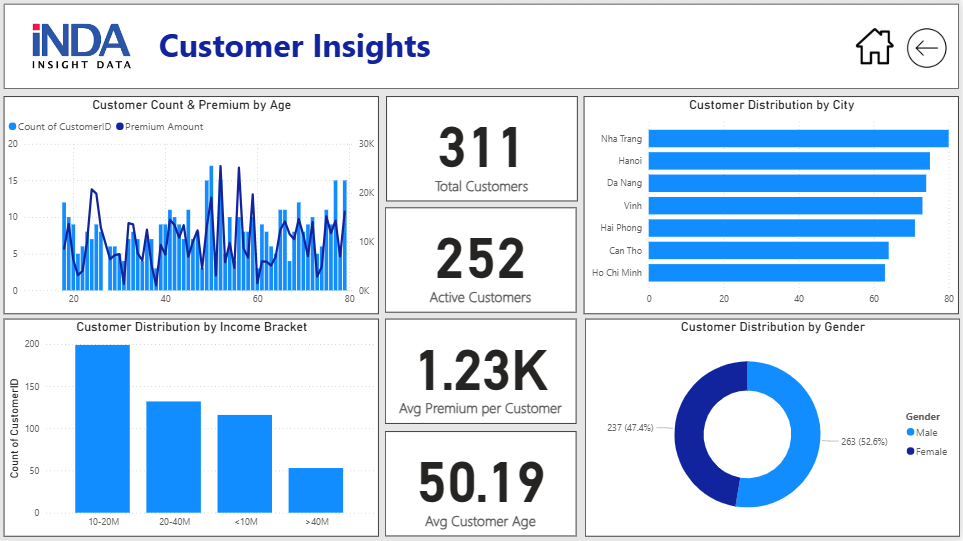 iNDA
INSIGHT DATA
Customer Insights
Customer Count & Premium by Age
Count of CustomerID Premium Amount
20
15
10
5
0
30K
20K
10K
0K
20 40 60 80
311
Total Customers
252
Active Customers
1.23K
Avg Premium per Customer
50.19
Avg Customer Age
Customer Distribution by City
Nha Trang
Hanoi
Da Nang
Vinh
Hai Phong
Can Tho
Ho Chi Minh
0 20 40 60 80
Customer Distribution by Income Bracket
Count of CustomerID
200
150
100
50
0
10-20M 20-40M <10M >40M
Customer Distribution by Gender
237 (47.4%)
263 (52.6%)
Gender
Male
Female